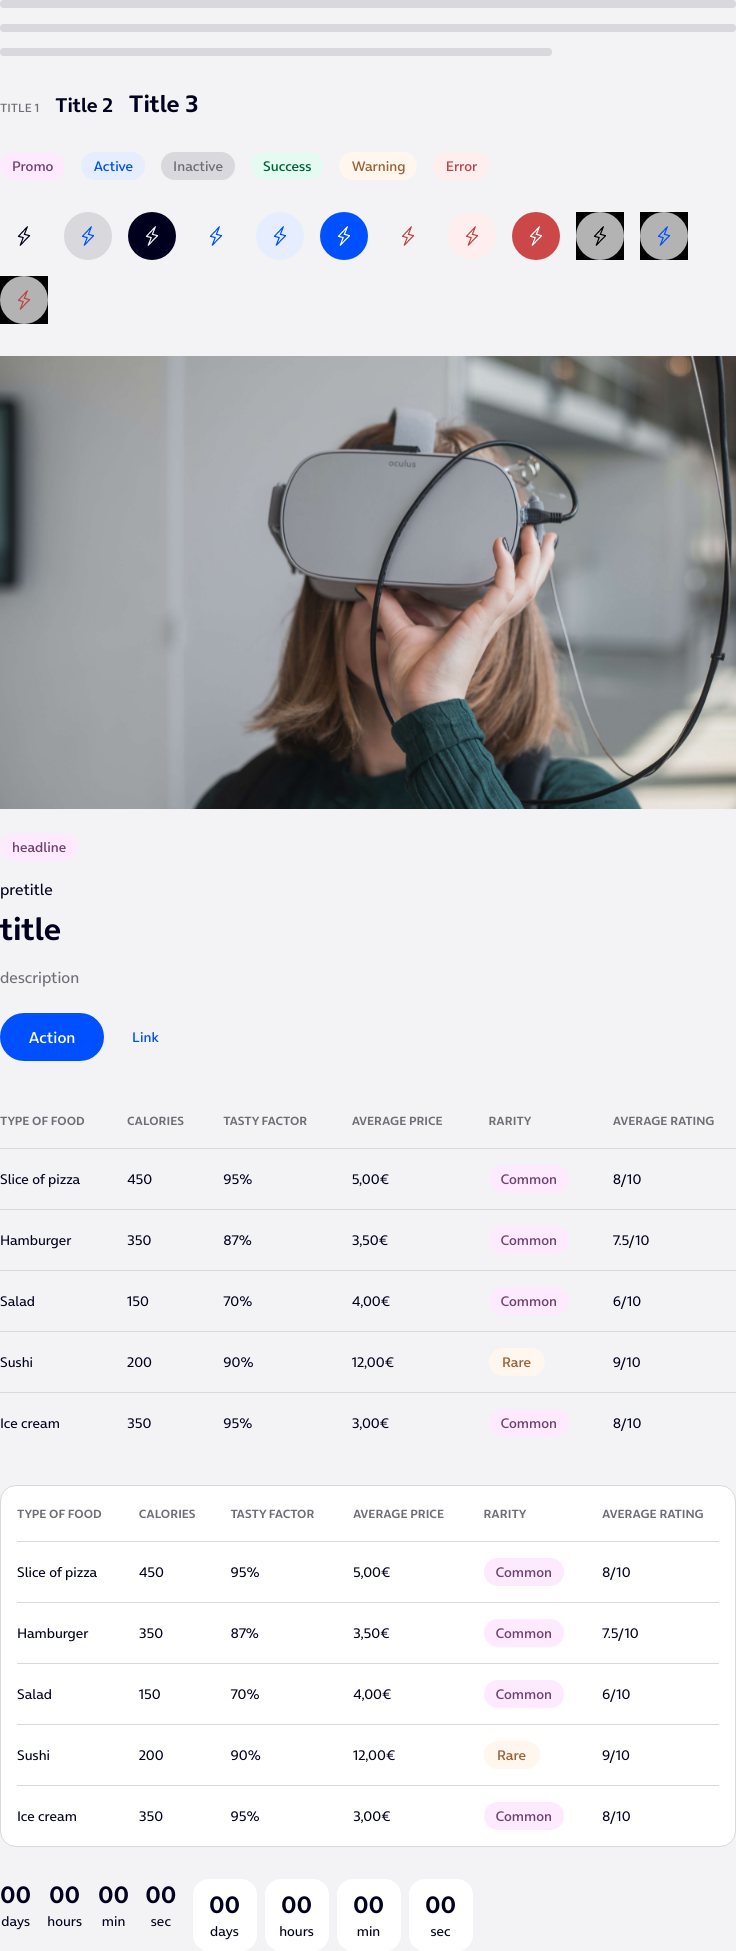 TITLE 1 Title 2 Title 3
Promo Active Inactive Success Warning Error
oculus
headline
pretitle
title
description
Action Link
TYPE OF FOOD CALORIES TASTY FACTOR AVERAGE PRICE RARITY AVERAGE RATING
Slice of pizza 450 95% 5,00€ Common 8/10
Hamburger 350 87% 3,50€ Common 7.5/10
Salad 150 70% 4,00€ Common 6/10
Sushi 200 90% 12,00€ Rare 9/10
Ice cream 350 95% 3,00€ Common 8/10
TYPE OF FOOD CALORIES TASTY FACTOR AVERAGE PRICE RARITY AVERAGE RATING
Slice of pizza 450 95% 5,00€ Common 8/10
Hamburger 350 87% 3,50€ Common 7.5/10
Salad 150 70% 4,00€ Common 6/10
Sushi 200 90% 12,00€ Rare 9/10
Ice cream 350 95% 3,00€ Common 8/10
00 00 00 00 00 00 00 00
days hours min sec days hours min sec